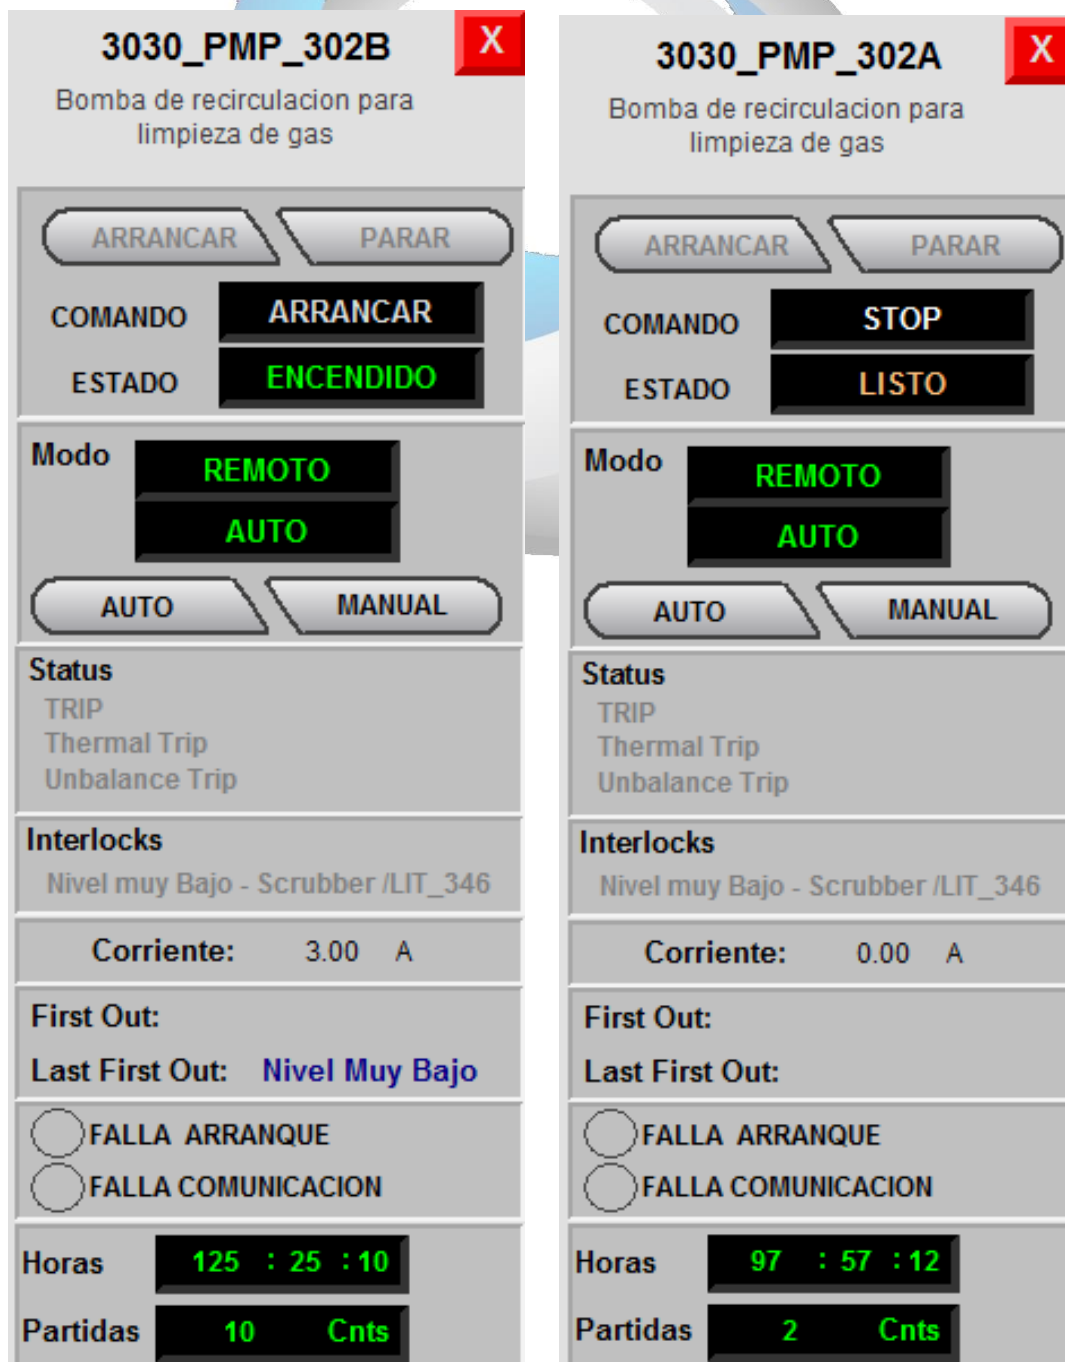 3030_PMP_302B
X
Bomba de recirculacion para
limpieza de gas
ARRANCAR
PARAR
COMANDO
ARRANCAR
ESTADO
ENCENDIDO
Modo
REMOTO
AUTO
AUTO
MANUAL
Status
TRIP
Thermal Trip
Unbalance Trip
Interlocks
Nivel muy Bajo - Scrubber /LIT_346
Corriente: 3.00 A
First Out:
Last First Out: Nivel Muy Bajo
FALLA ARRANQUE
FALLA COMUNICACION
Horas 125 : 25 : 10
Partidas 10 Cnts
3030_PMP_302A
X
Bomba de recirculacion para
limpieza de gas
ARRANCAR
PARAR
COMANDO
STOP
ESTADO
LISTO
Modo
REMOTO
AUTO
AUTO
MANUAL
Status
TRIP
Thermal Trip
Unbalance Trip
Interlocks
Nivel muy Bajo - Scrubber /LIT_346
Corriente: 0.00 A
First Out:
Last First Out:
FALLA ARRANQUE
FALLA COMUNICACION
Horas 97 : 57 : 12
Partidas 2 Cnts